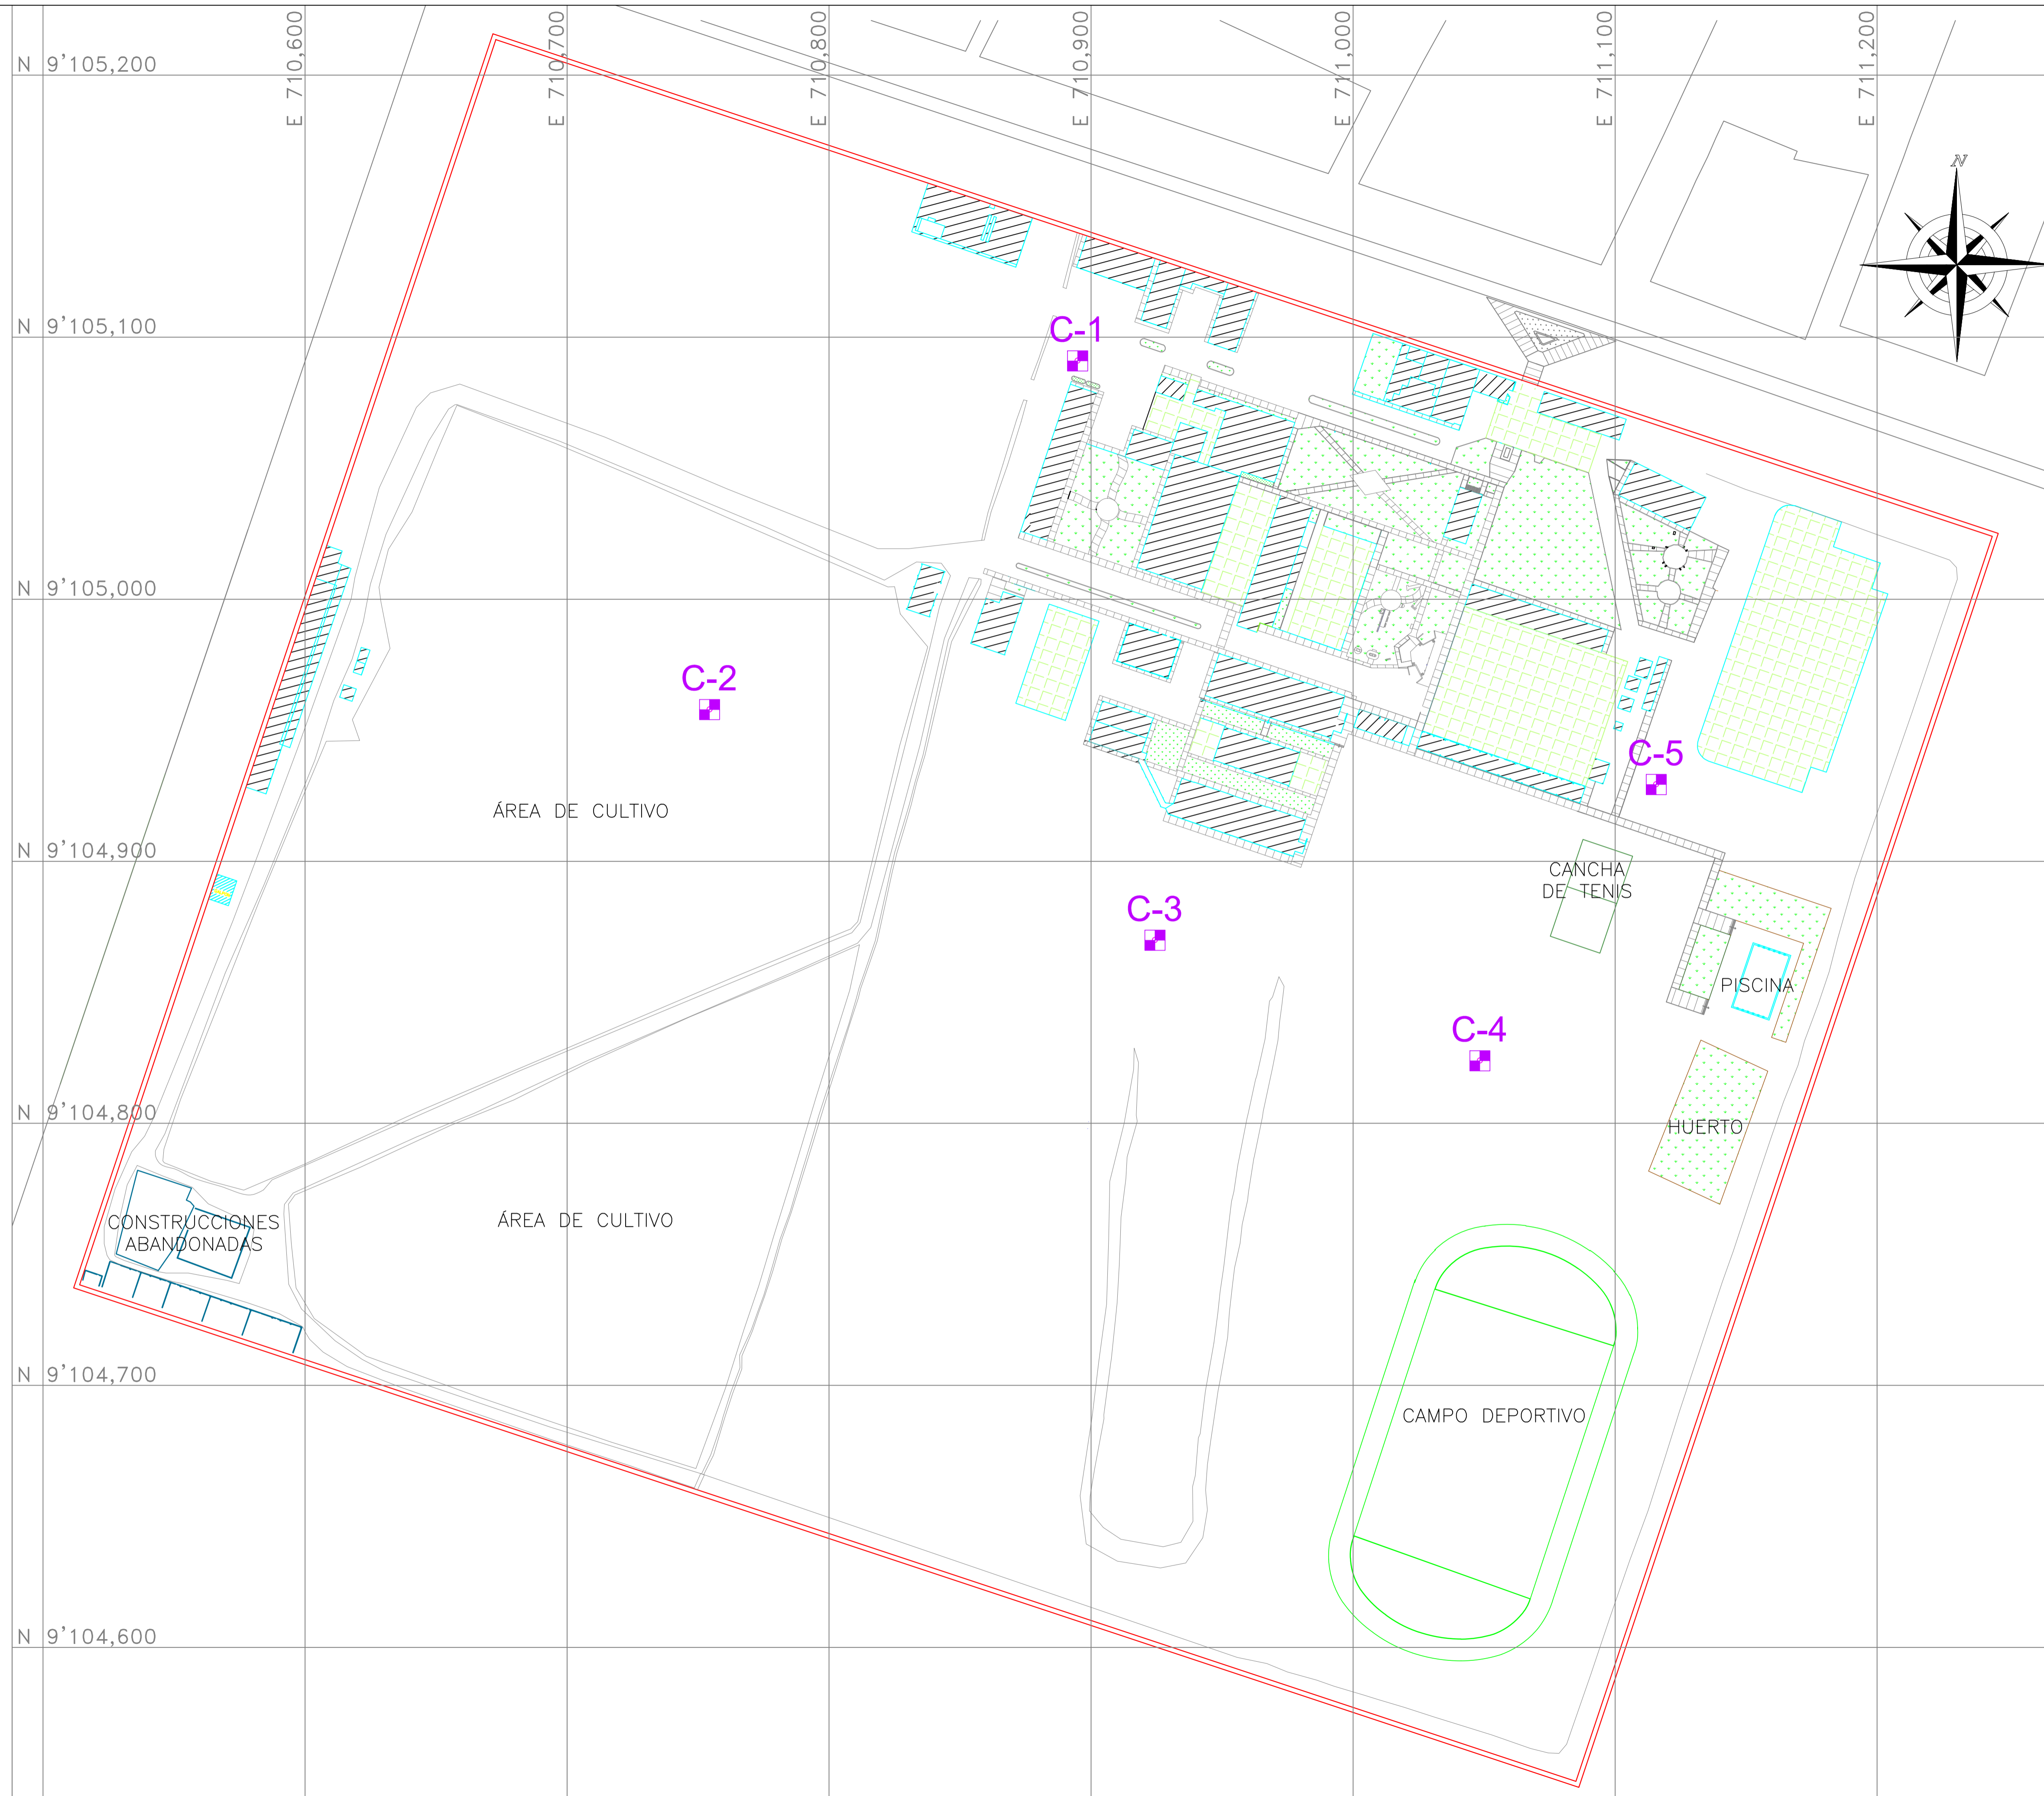 E 710,600
E 710,700
E 710,800
E 710,900
E 711,000
E 711,100
E 711,200
N 9'105,200
N
N 9'105,100
C-1
N 9'105,000
C-2
C-5
ÁREA DE CULTIVO
N 9'104,900
CANCHA
DE TENIS
C-3
PISCINA
C-4
N 9'104,800
HUERTO
CONSTRUCCIONES
ABANDONADAS
ÁREA DE CULTIVO
N 9'104,700
CAMPO DEPORTIVO
N 9'104,600